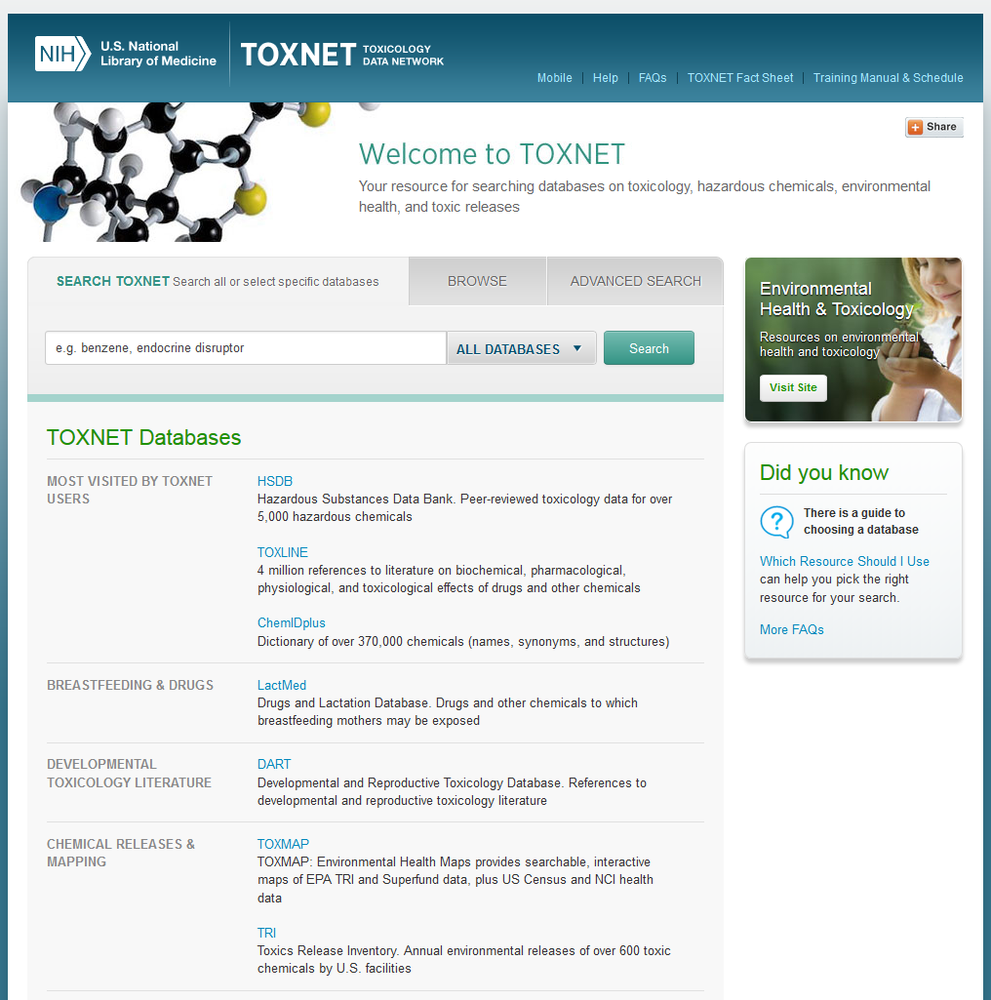 NIH
U.S. National
Library of Medicine
TOXNET
TOXICOLOGY
DATA NETWORK
Mobile | Help | FAQs | TOXNET Fact Sheet | Training Manual & Schedule
Share
Welcome to TOXNET
Your resource for searching databases on toxicology, hazardous chemicals, environmental
health, and toxic releases
SEARCH TOXNET Search all or select specific databases
BROWSE
ADVANCED SEARCH
e.g. benzene, endocrine disruptor
ALL DATABASES
Search
TOXNET Databases
MOST VISITED BY TOXNET
USERS
HSDB
Hazardous Substances Data Bank. Peer-reviewed toxicology data for over
5,000 hazardous chemicals
TOXLINE
4 million references to literature on biochemical, pharmacological,
physiological, and toxicological effects of drugs and other chemicals
ChemIDplus
Dictionary of over 370,000 chemicals (names, synonyms, and structures)
BREASTFEEDING & DRUGS
LactMed
Drugs and Lactation Database. Drugs and other chemicals to which
breastfeeding mothers may be exposed
DEVELOPMENTAL
TOXICOLOGY LITERATURE
DART
Developmental and Reproductive Toxicology Database. References to
developmental and reproductive toxicology literature
CHEMICAL RELEASES &
MAPPING
TOXMAP
TOXMAP: Environmental Health Maps provides searchable, interactive
maps of EPA TRI and Superfund data, plus US Census and NCI health
data
TRI
Toxics Release Inventory. Annual environmental releases of over 600 toxic
chemicals by U.S. facilities
Environmental
Health & Toxicology
Resources on environmental
health and toxicology
Visit Site
Did you know
?
There is a guide to
choosing a database
Which Resource Should I Use
can help you pick the right
resource for your search.
More FAQs